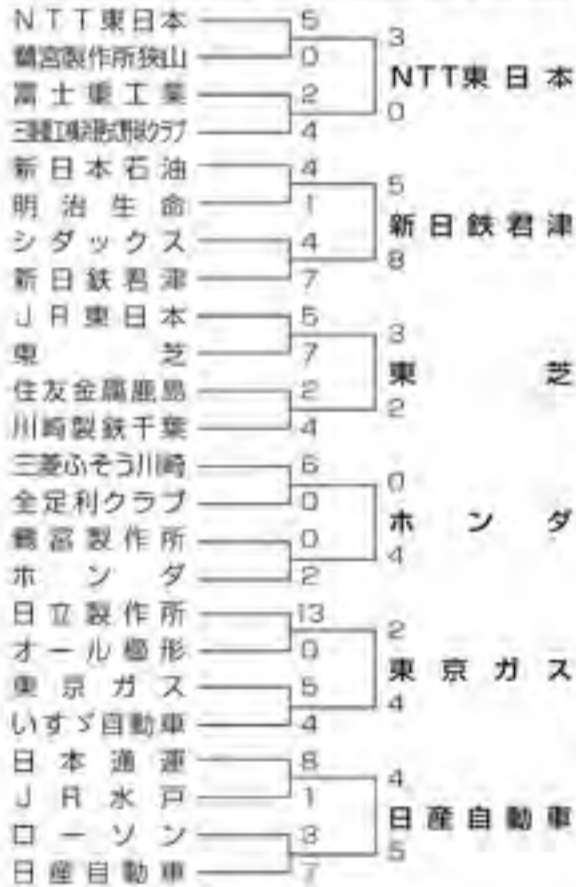 NTT東日本 5
鷺宮製作所狭山 0
3
NTT東日本
0
富士重工業 2
4
新日本石油 4
明治生命 1
5
新日鉄君津
8
シダックス 4
新日鉄君津 7
JR東日本 5
東芝 7
3
東芝
2
住友金属鹿島 2
川崎製鉄千葉 4
三菱ふそう川崎 6
全足利クラブ 0
0
ホンダ
4
鷺宮製作所 0
ホンダ 2
日立製作所 13
オール櫛形 0
2
東京ガス
4
東京ガス 5
いすゞ自動車 4
日本通運 8
JR水戸 1
4
日産自動車
5
ローソン 3
日産自動車 7